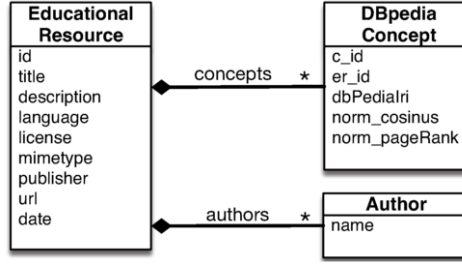 Educational
Resource
id
title
description
language
license
mimetype
publisher
url
date
concepts *
authors *
DBpedia
Concept
c_id
er_id
dbPediaIri
norm_cosinus
norm_pageRank
Author
name